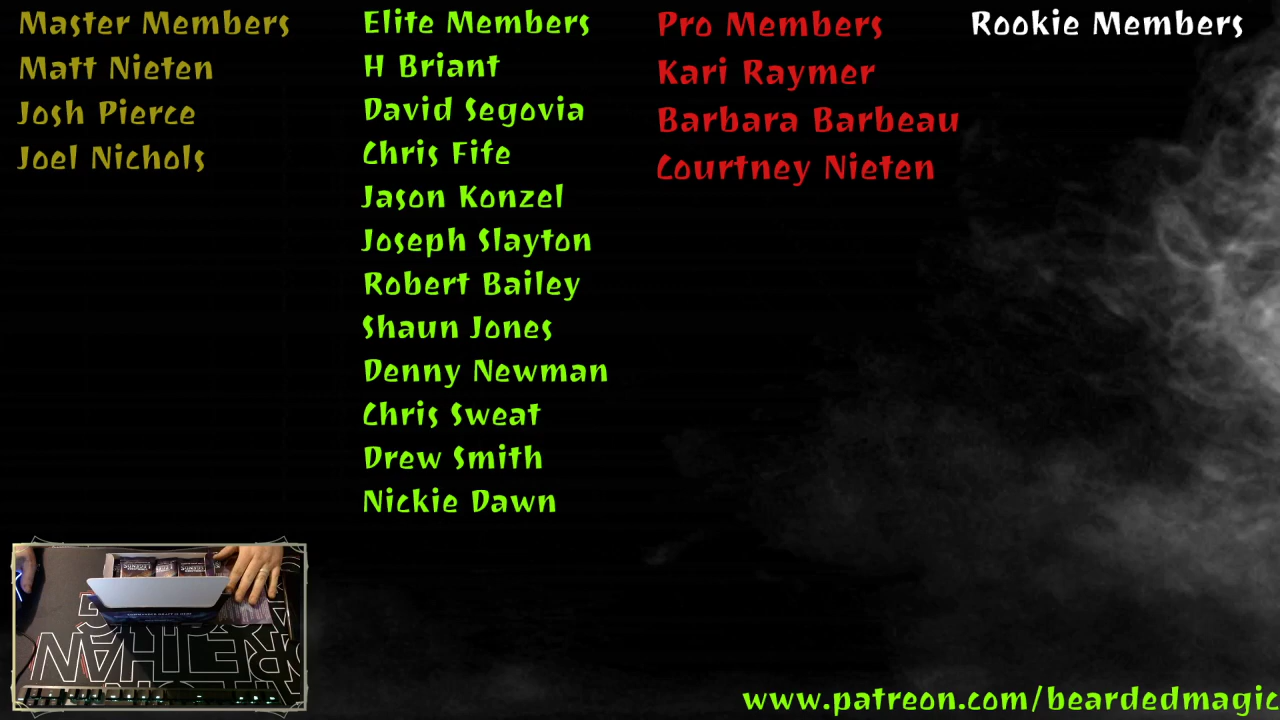 Master Members
Matt Nieten
Josh Pierce
Joel Nichols
Elite Members
H Briant
David Segovia
Chris Fife
Jason Konzel
Joseph Slayton
Robert Bailey
Shaun Jones
Denny Newman
Chris Sweat
Drew Smith
Nickie Dawn
Pro Members
Kari Raymer
Barbara Barbeau
Courtney Nieten
Rookie Members
www.patreon.com/beardedmagic